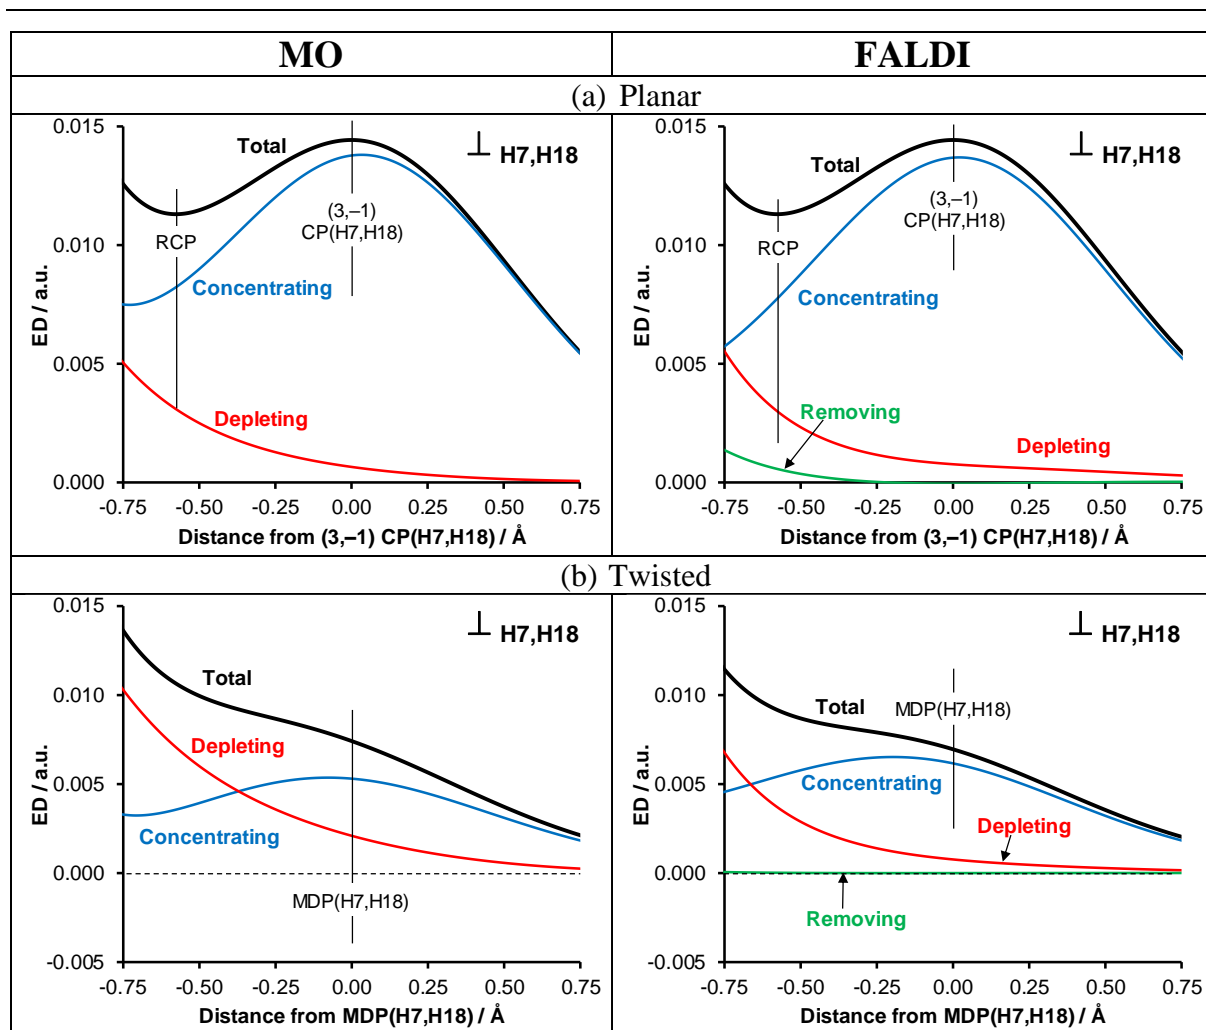 MO
FALDI
(a) Planar
0.015
0.010
0.005
0.000
ED / a.u.
Total
⊥ H7,H18
(3,–1)
CP(H7,H18)
RCP
Concentrating
Depleting
-0.75 -0.50 -0.25 0.00 0.25 0.50 0.75
Distance from (3,–1) CP(H7,H18) / Å
0.015
0.010
0.005
0.000
ED / a.u.
Total
⊥ H7,H18
(3,–1)
CP(H7,H18)
RCP
Concentrating
Removing
Depleting
-0.75 -0.50 -0.25 0.00 0.25 0.50 0.75
Distance from (3,–1) CP(H7,H18) / Å
(b) Twisted
0.015
0.010
0.005
0.000
-0.005
ED / a.u.
⊥ H7,H18
Total
Depleting
Concentrating
MDP(H7,H18)
-0.75 -0.50 -0.25 0.00 0.25 0.50 0.75
Distance from MDP(H7,H18) / Å
0.015
0.010
0.005
0.000
-0.005
ED / a.u.
⊥ H7,H18
Total
MDP(H7,H18)
Concentrating
Depleting
Removing
-0.75 -0.50 -0.25 0.00 0.25 0.50 0.75
Distance from MDP(H7,H18) / Å